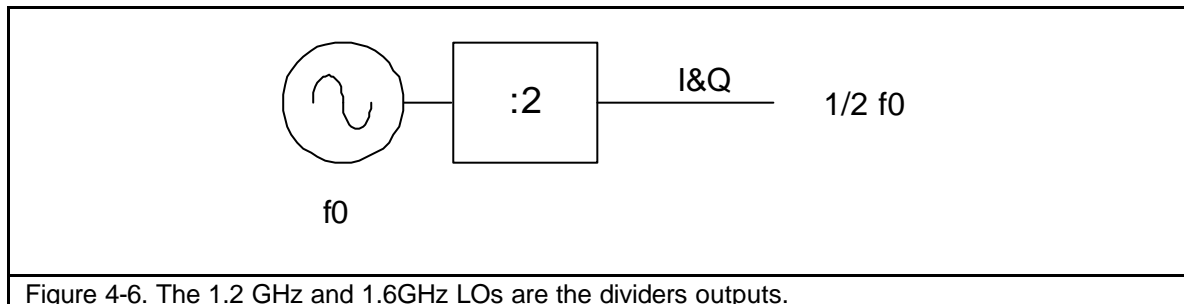 :2
I&Q
1/2 f0
f0
Figure 4-6. The 1.2 GHz and 1.6GHz LOs are the dividers outputs.